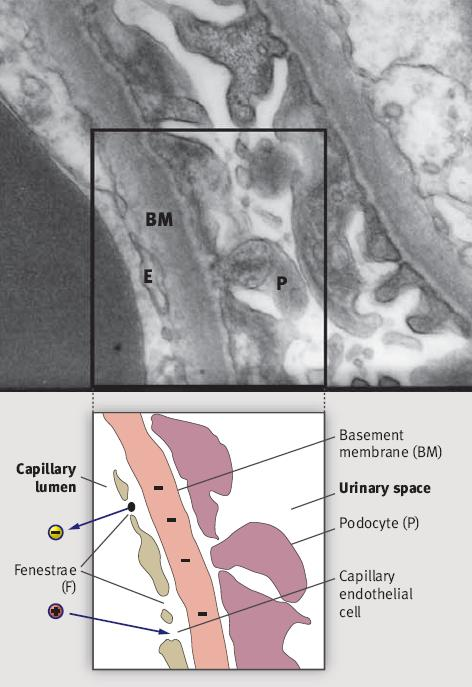 BM
E
P
Basement
membrane (BM)
Capillary
lumen
Urinary space
Podocyte (P)
Fenestrae
(F)
Capillary
endothelial
cell